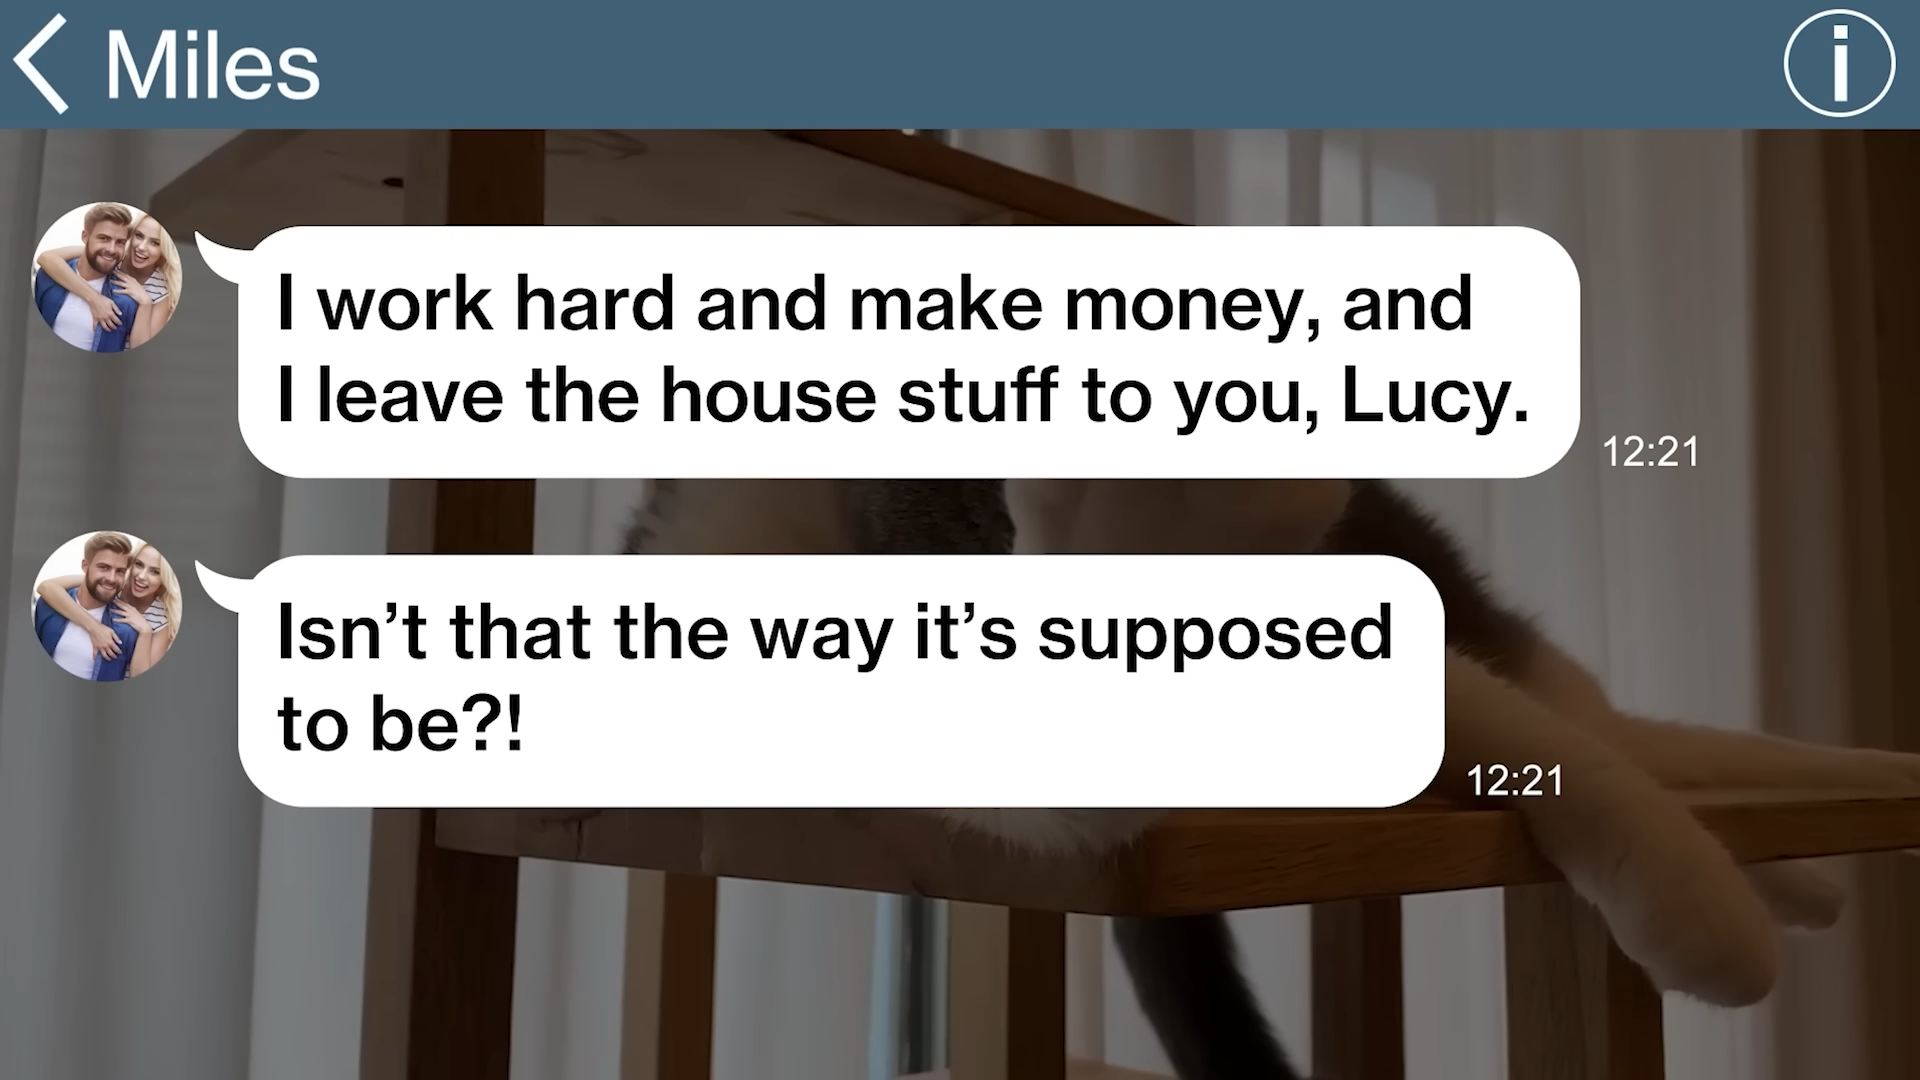 Miles
i
I work hard and make money, and
I leave the house stuff to you, Lucy.
12:21
Isn’t that the way it’s supposed
to be?!
12:21